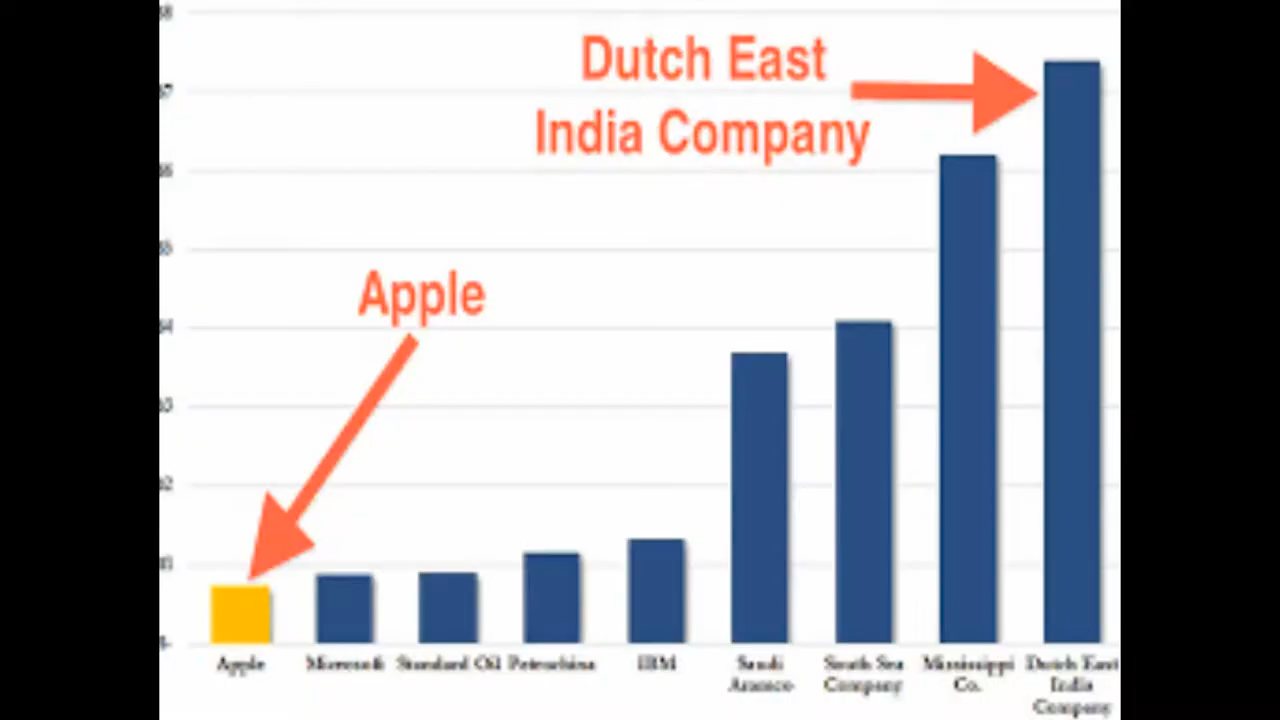 Dutch East
India Company
Apple
Apple Microsoft Standard Oil Petrochina IBM Saudi South Sea Mississippi Dutch East
Aramco Company Co. India
Company